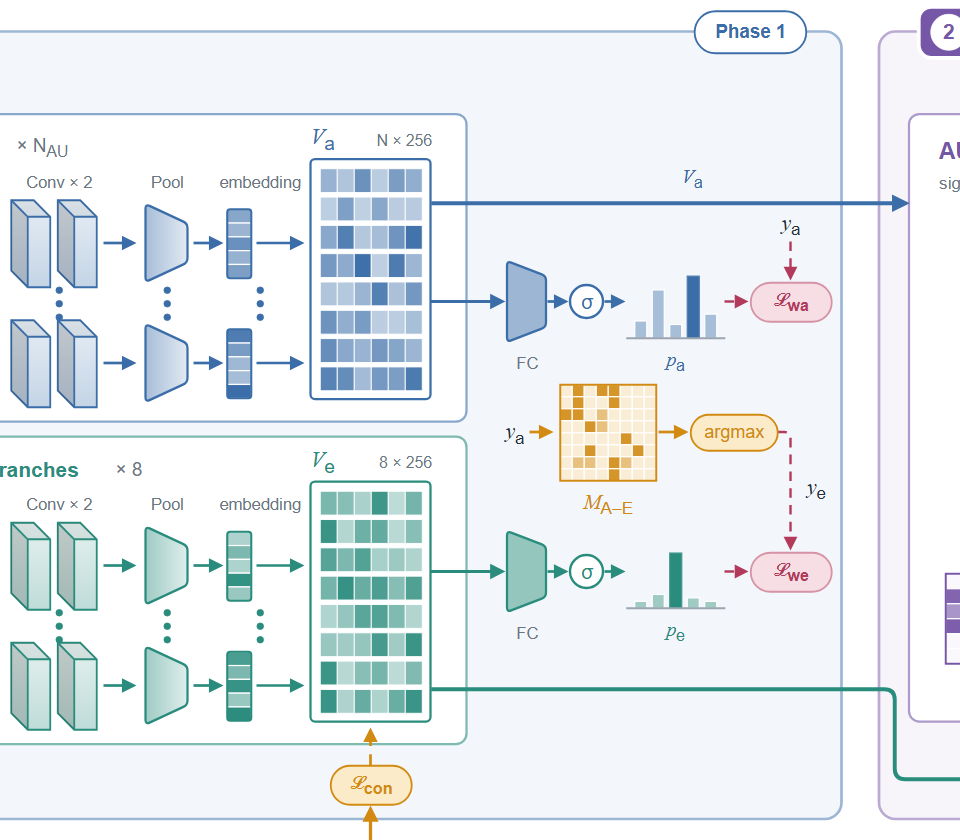 Phase 1
2
× N_AU
V_a
N × 256
Conv × 2
Pool
embedding
V_a
y_a
σ
ℒ_wa
FC
p_a
y_a
argmax
M_A–E
y_e
ranches
× 8
V_e
8 × 256
Conv × 2
Pool
embedding
σ
ℒ_we
FC
p_e
ℒ_con
AU
sig